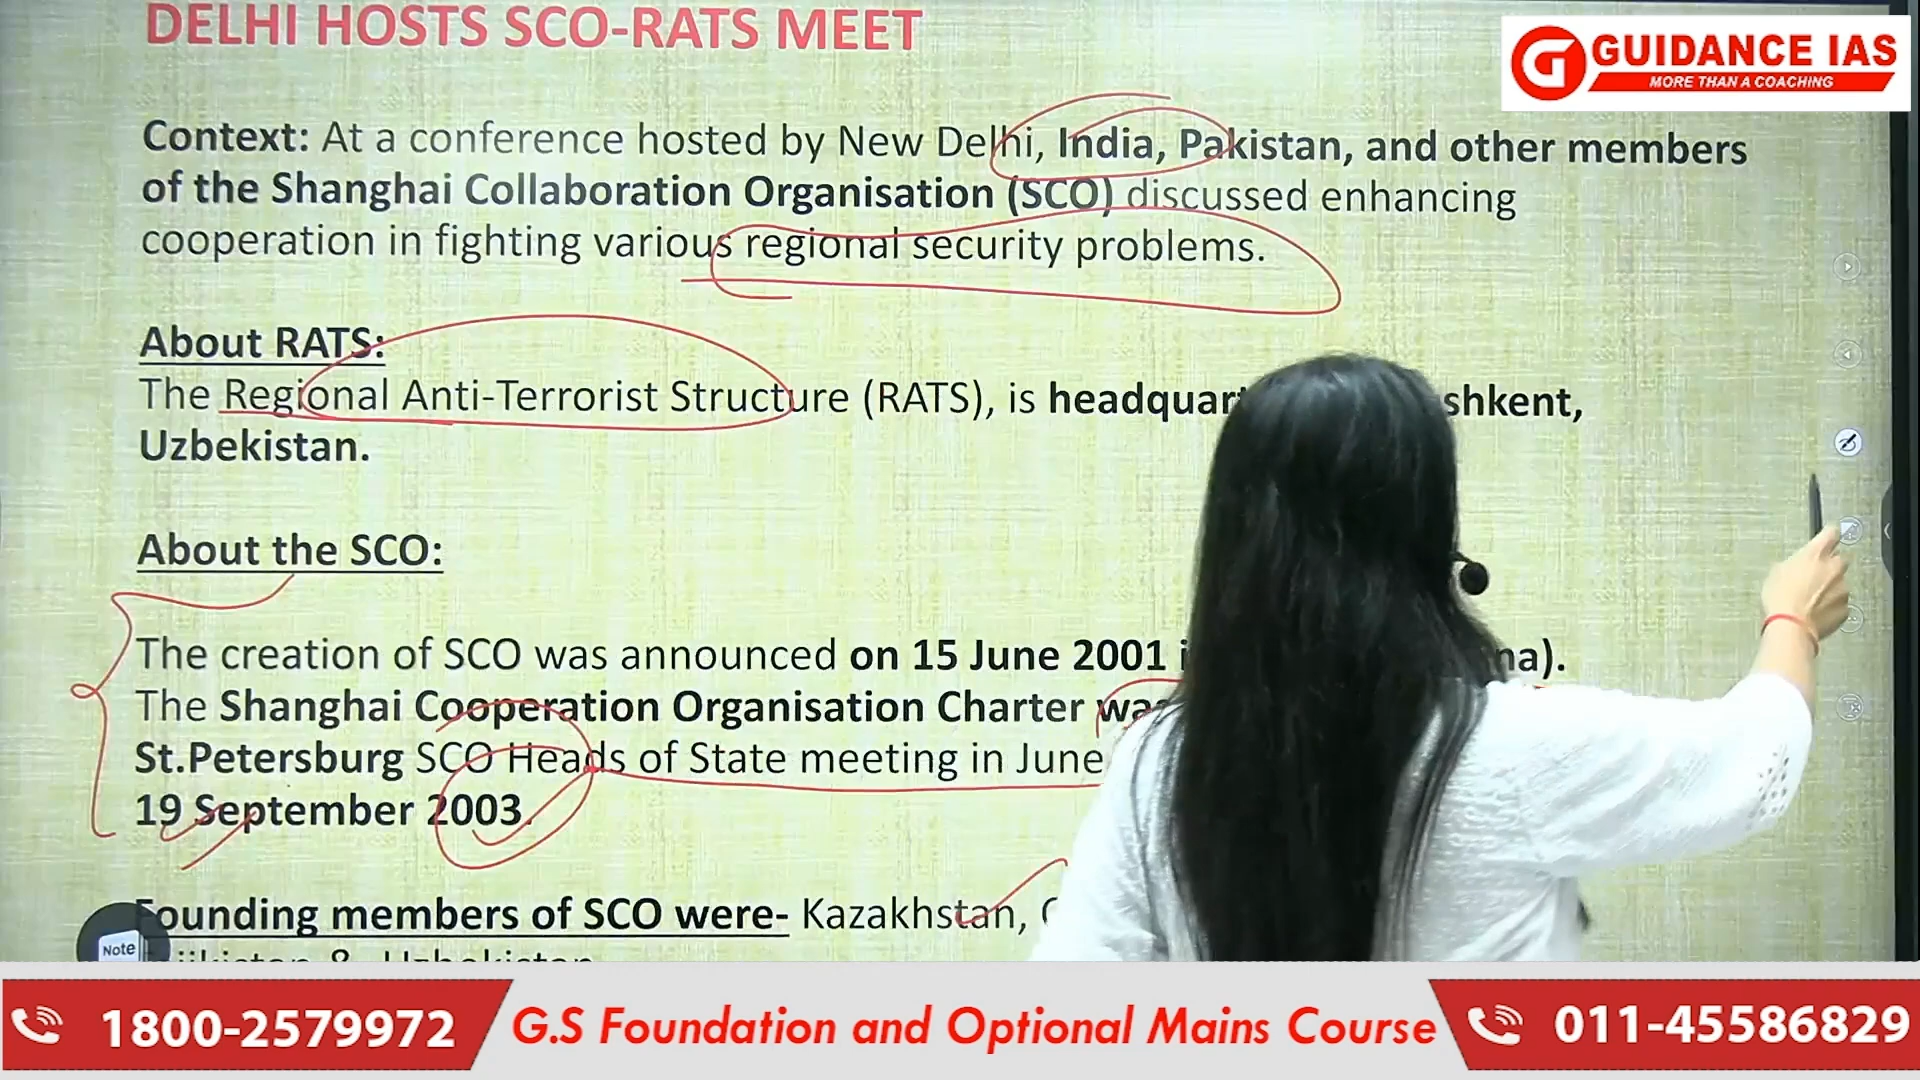 DELHI HOSTS SCO-RATS MEET
GUIDANCE IAS
MORE THAN A COACHING
Context: At a conference hosted by New Delhi, India, Pakistan, and other members
of the Shanghai Collaboration Organisation (SCO) discussed enhancing
cooperation in fighting various regional security problems.
About RATS:
The Regional Anti-Terrorist Structure (RATS), is
Uzbekistan.
About the SCO:
The creation of SCO was announced on 15 June 2001
The Shanghai Cooperation Organisation Charter
St.Petersburg SCO Heads of State meeting in June
19 September 2003.
Founding members of SCO were- Kazakhstan,
Note
1800-2579972
G.S Foundation and Optional Mains Course
011-45586829